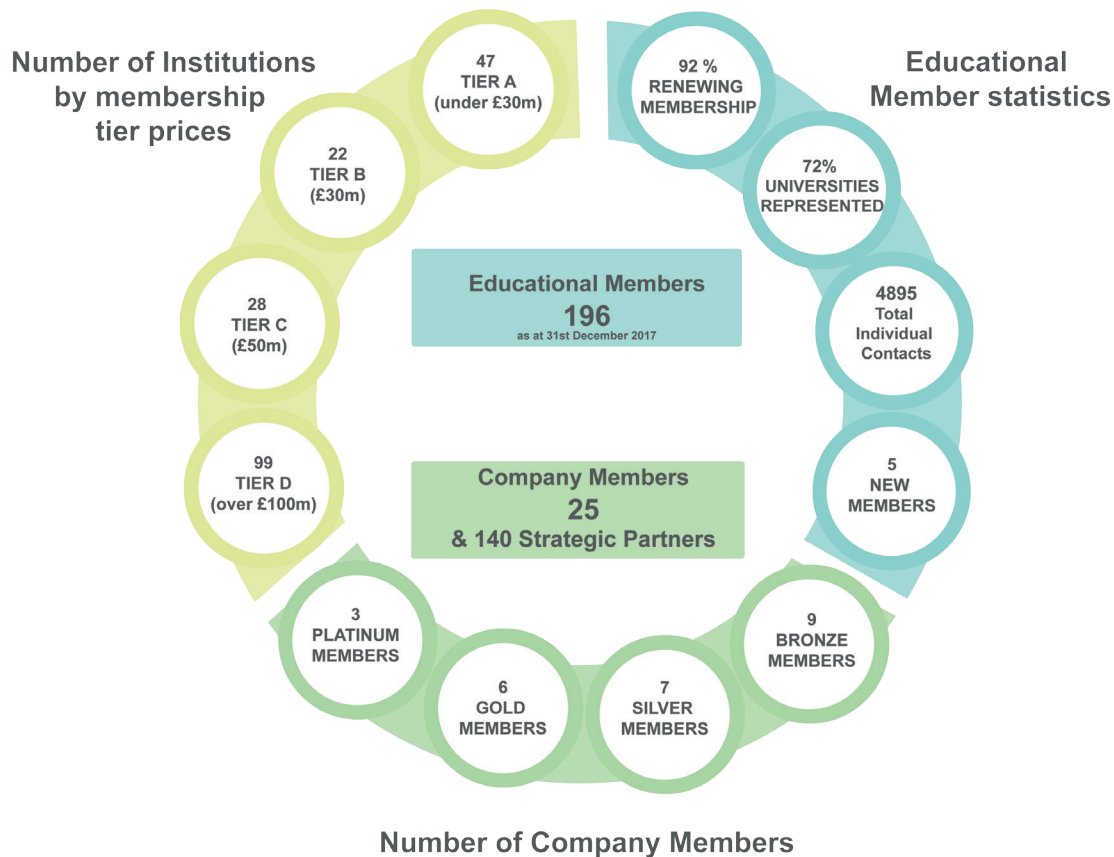 Number of Institutions
by membership
tier prices
47
TIER A
(under £30m)
22
TIER B
(£30m)
28
TIER C
(£50m)
99
TIER D
(over £100m)
Educational
Member statistics
92 %
RENEWING
MEMBERSHIP
72%
UNIVERSITIES
REPRESENTED
4895
Total
Individual
Contacts
5
NEW
MEMBERS
Educational Members
196
as at 31st December 2017
Company Members
25
& 140 Strategic Partners
3
PLATINUM
MEMBERS
6
GOLD
MEMBERS
7
SILVER
MEMBERS
9
BRONZE
MEMBERS
Number of Company Members